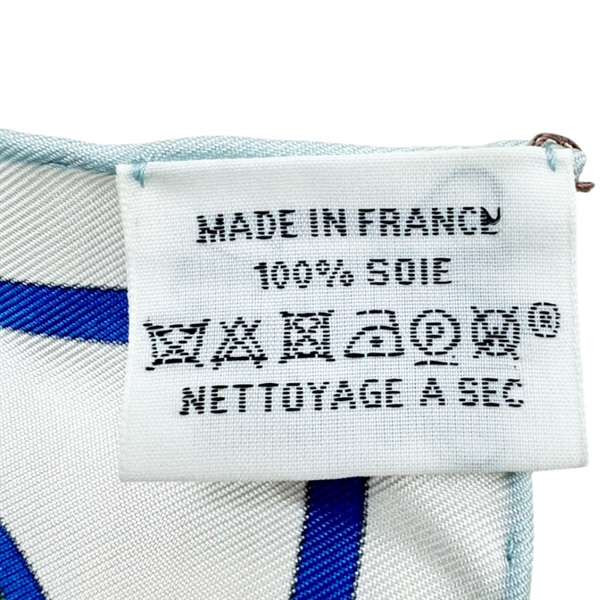 MADE IN FRANCE
100% SOIE
P W ®
NETTOYAGE A SEC